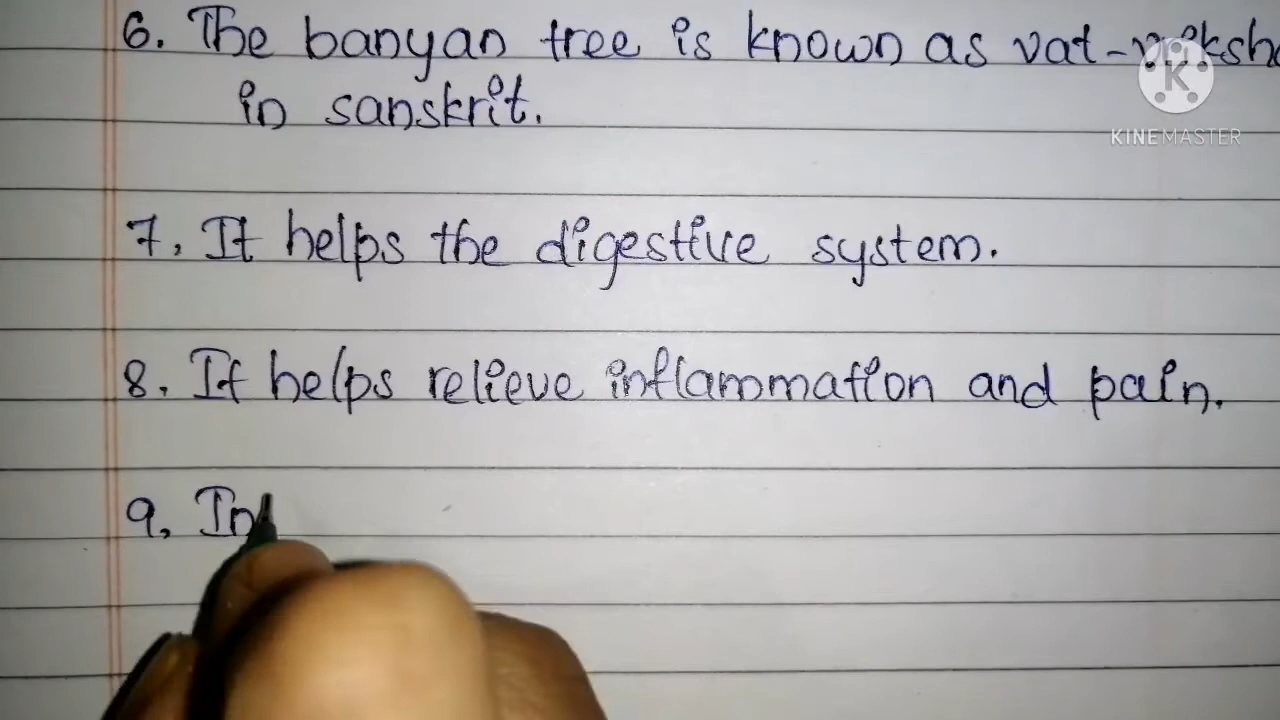 6. The banyan tree is known as vat-
in sanskrit.
K
KINEMASTER
7. It helps the digestive system.
8. It helps relieve inflammation and pain.
9. In